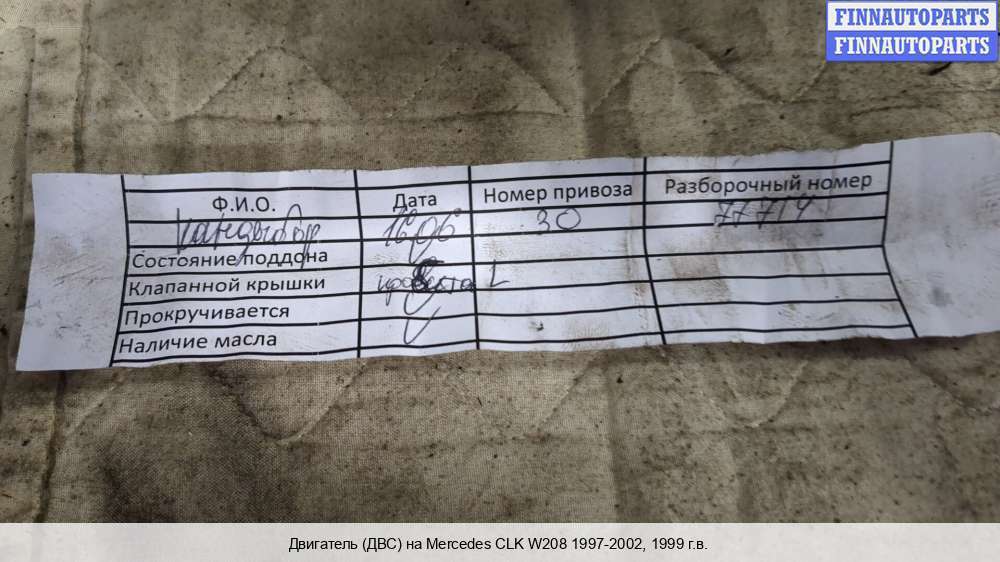 FINNAUTOPARTS
FINNAUTOPARTS
Ф.И.О. Дата Номер привоза Разборочный номер
16,06 30 77714
Состояние поддона
Клапанной крышки
Прокручивается
Наличие масла
Двигатель (ДВС) на Mercedes CLK W208 1997-2002, 1999 г.в.